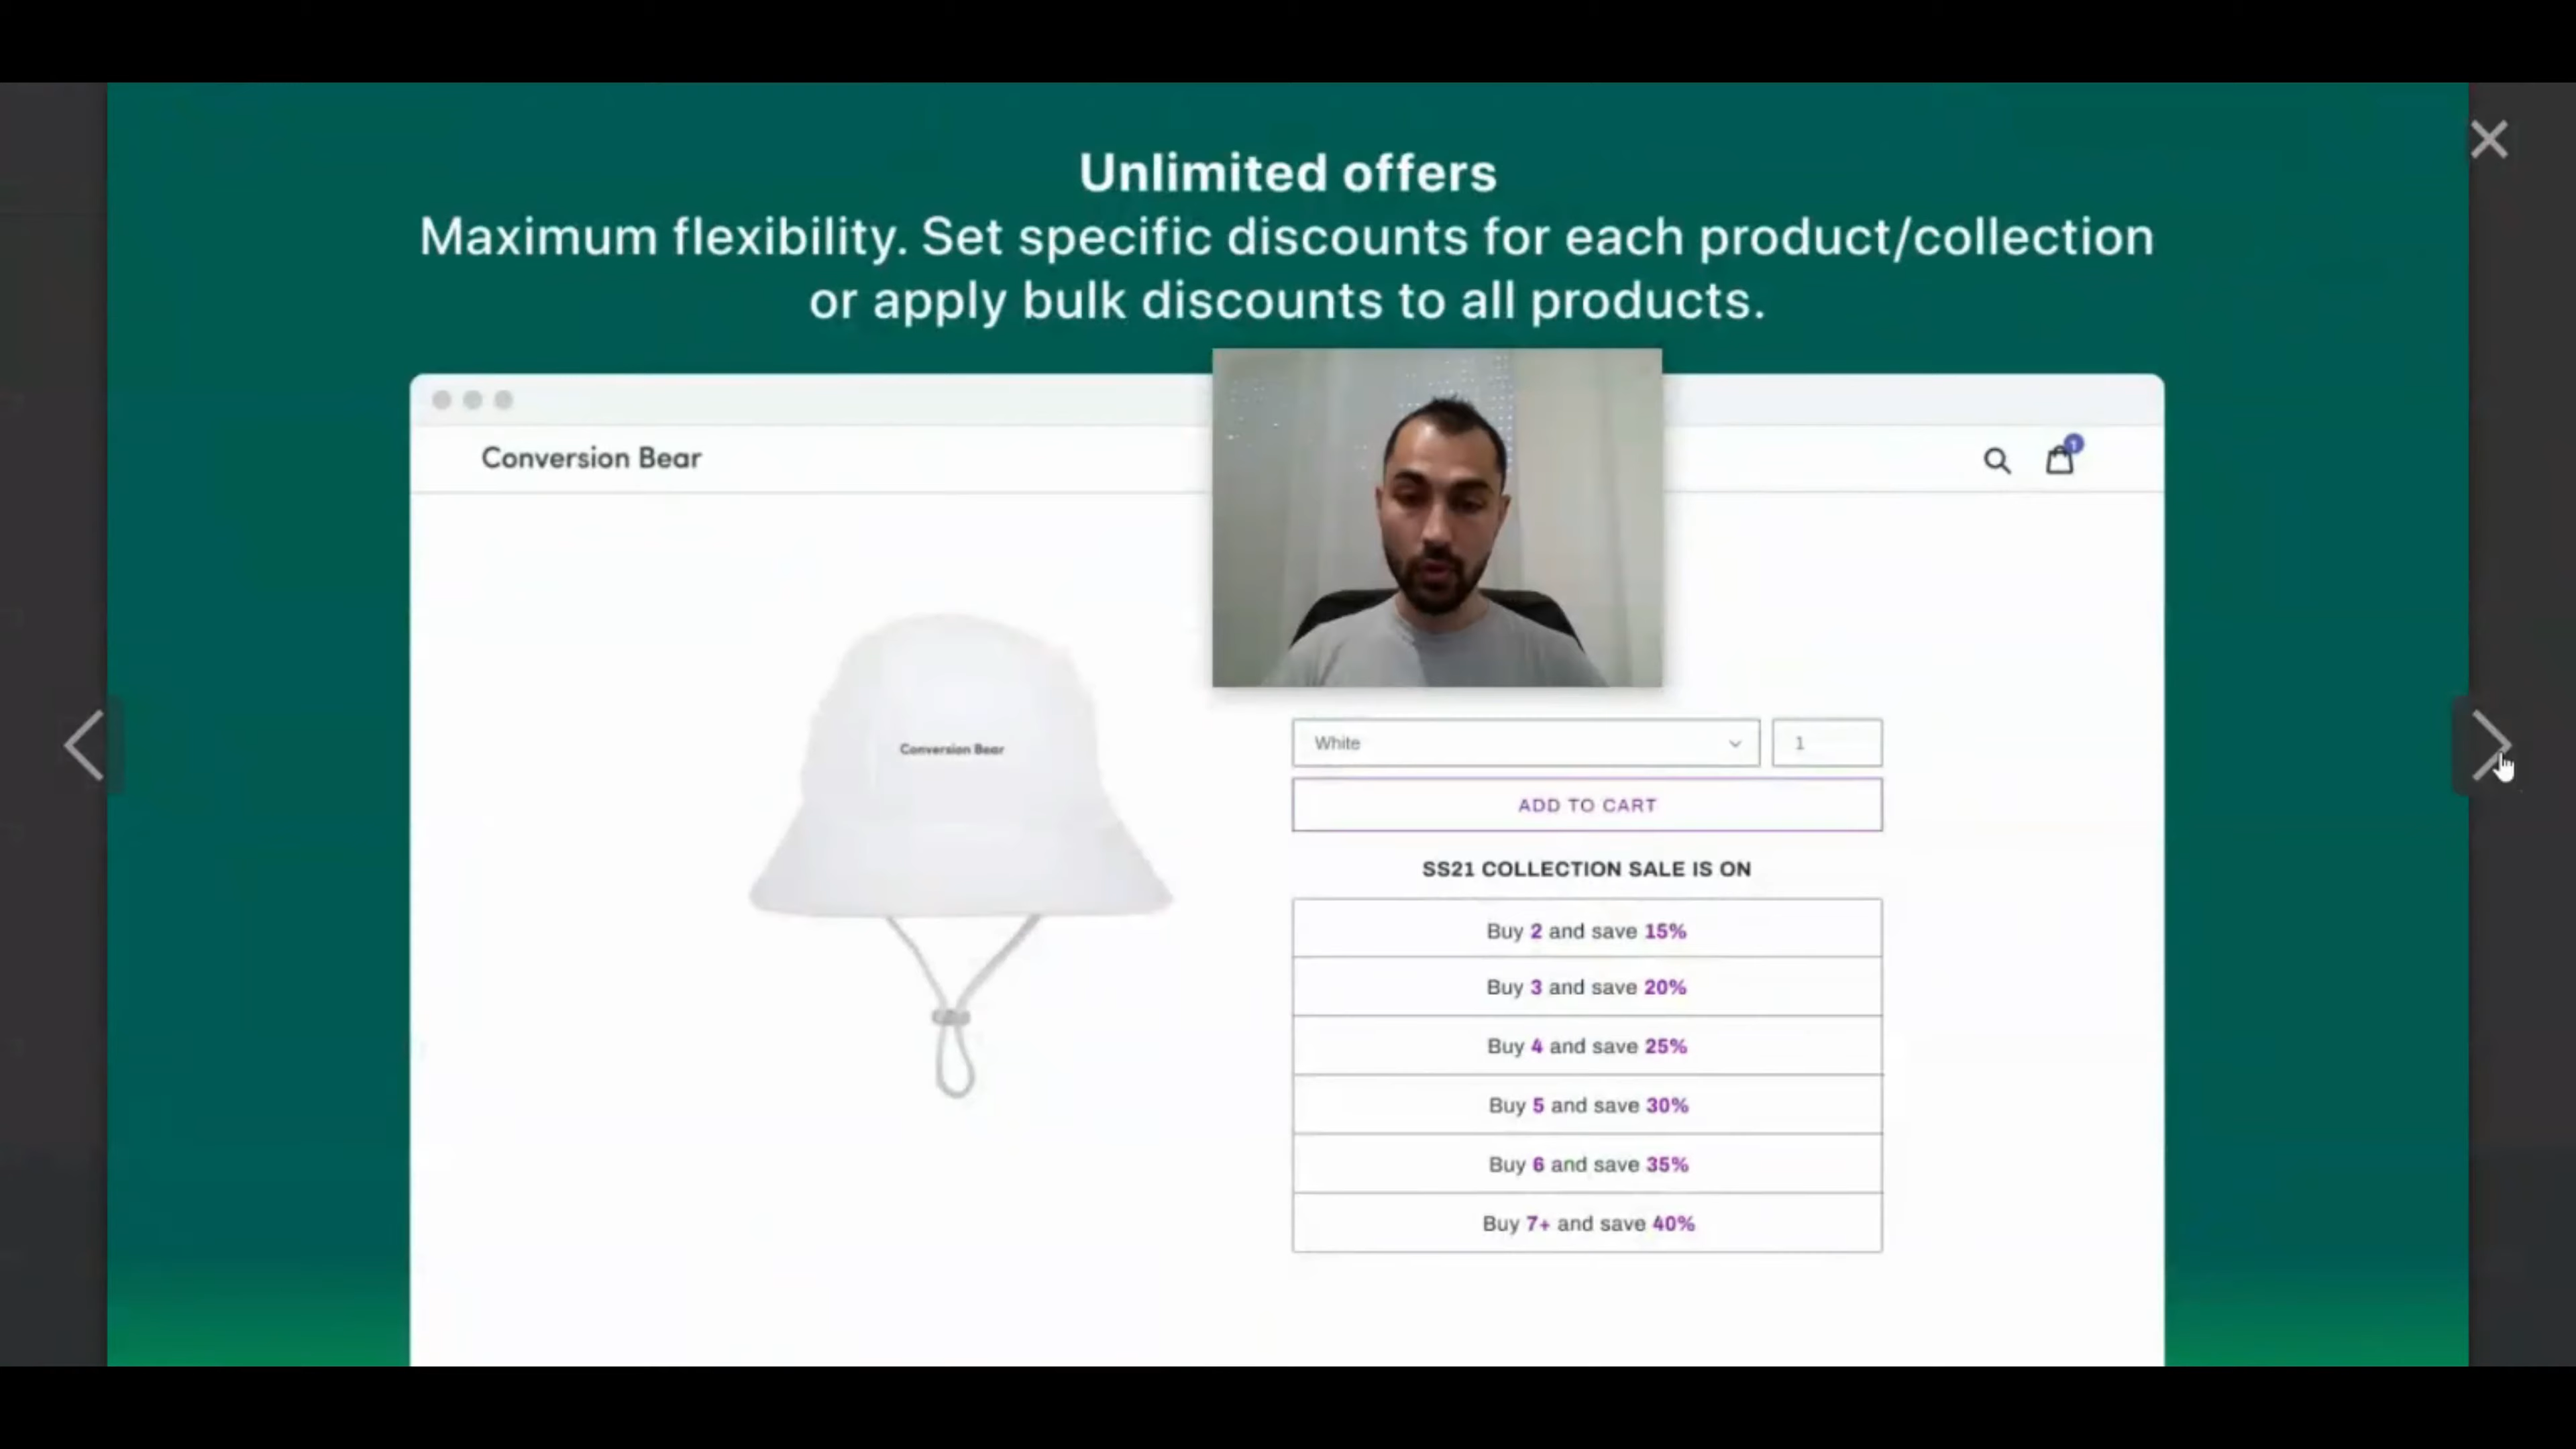 Unlimited offers
Maximum flexibility. Set specific discounts for each product/collection
or apply bulk discounts to all products.
Conversion Bear
1
Conversion Bear
White
1
ADD TO CART
SS21 COLLECTION SALE IS ON
Buy 2 and save 15%
Buy 3 and save 20%
Buy 4 and save 25%
Buy 5 and save 30%
Buy 6 and save 35%
Buy 7+ and save 40%